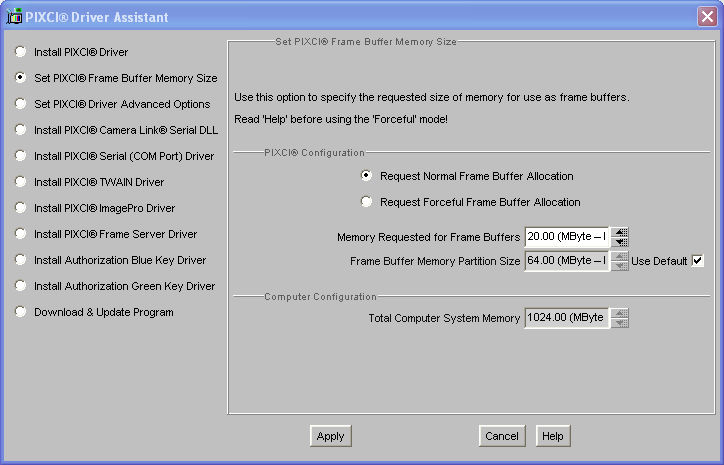 PIXCI® Driver Assistant
Set PIXCI® Frame Buffer Memory Size
Install PIXCI® Driver
Set PIXCI® Frame Buffer Memory Size
Set PIXCI® Driver Advanced Options
Install PIXCI® Camera Link® Serial DLL
Install PIXCI® Serial (COM Port) Driver
Install PIXCI® TWAIN Driver
Install PIXCI® ImagePro Driver
Install PIXCI® Frame Server Driver
Install Authorization Blue Key Driver
Install Authorization Green Key Driver
Download & Update Program
Use this option to specify the requested size of memory for use as frame buffers.
Read 'Help' before using the 'Forceful' mode!
PIXCI® Configuration
Request Normal Frame Buffer Allocation
Request Forceful Frame Buffer Allocation
Memory Requested for Frame Buffers 20.00 (MByte --
Frame Buffer Memory Partition Size 64.00 (MByte -- Use Default
Computer Configuration
Total Computer System Memory 1024.00 (MByte
Apply Cancel Help